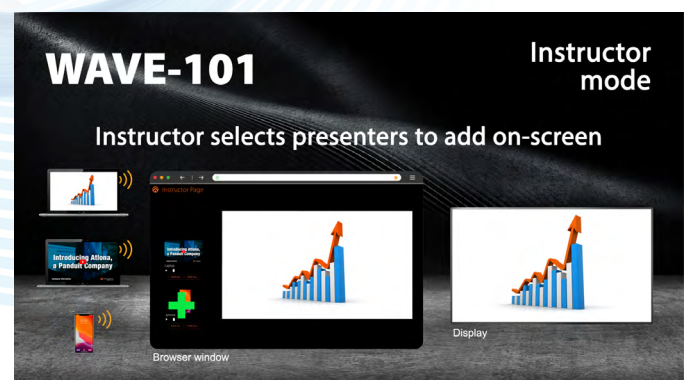 WAVE-101
Instructor
mode
Instructor selects presenters to add on-screen
Instructor Page
Introducing Atlona,
a Panduit Company
Introducing Atlona,
a Panduit Company
Display
Browser window